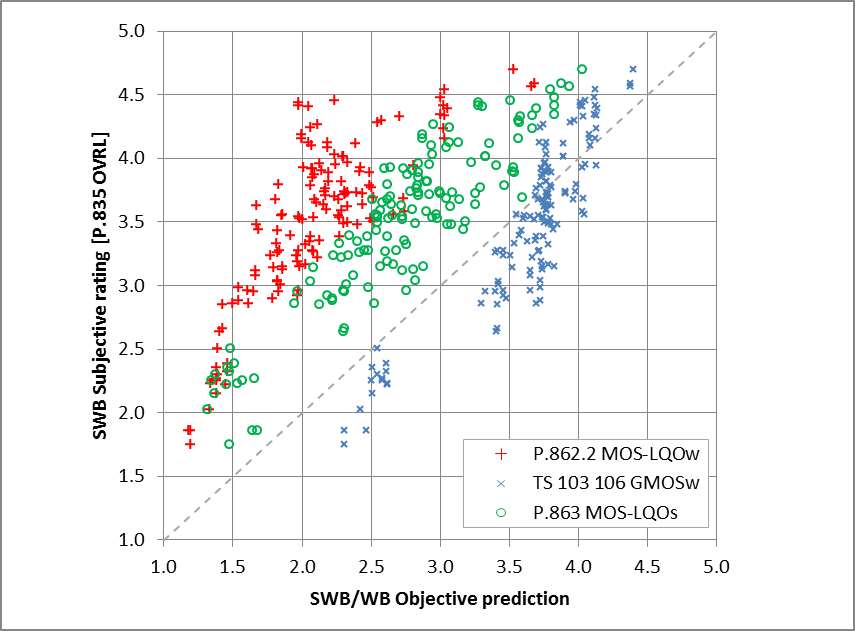 5.0
4.5
4.0
3.5
3.0
2.5
2.0
1.5
1.0
SWB Subjective rating [P.835 OVRL]
P.862.2 MOS-LQOw
TS 103 106 GMOSw
P.863 MOS-LQOs
1.0 1.5 2.0 2.5 3.0 3.5 4.0 4.5 5.0
SWB/WB Objective prediction